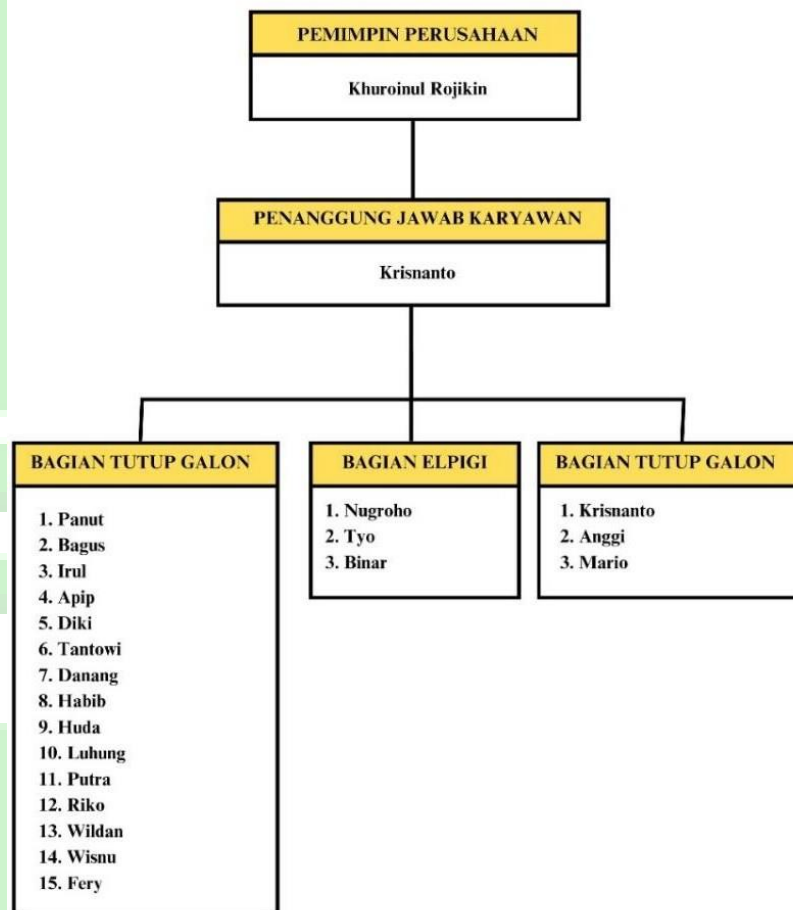 PEMIMPIN PERUSAHAAN
Khuroinul Rojikin
PENANGGUNG JAWAB KARYAWAN
Krisnanto
BAGIAN TUTUP GALON
1. Panut
2. Bagus
3. Irul
4. Apip
5. Diki
6. Tantowi
7. Danang
8. Habib
9. Huda
10. Luhung
11. Putra
12. Riko
13. Wildan
14. Wisnu
15. Fery
BAGIAN ELPIGI
1. Nugroho
2. Tyo
3. Binar
BAGIAN TUTUP GALON
1. Krisnanto
2. Anggi
3. Mario